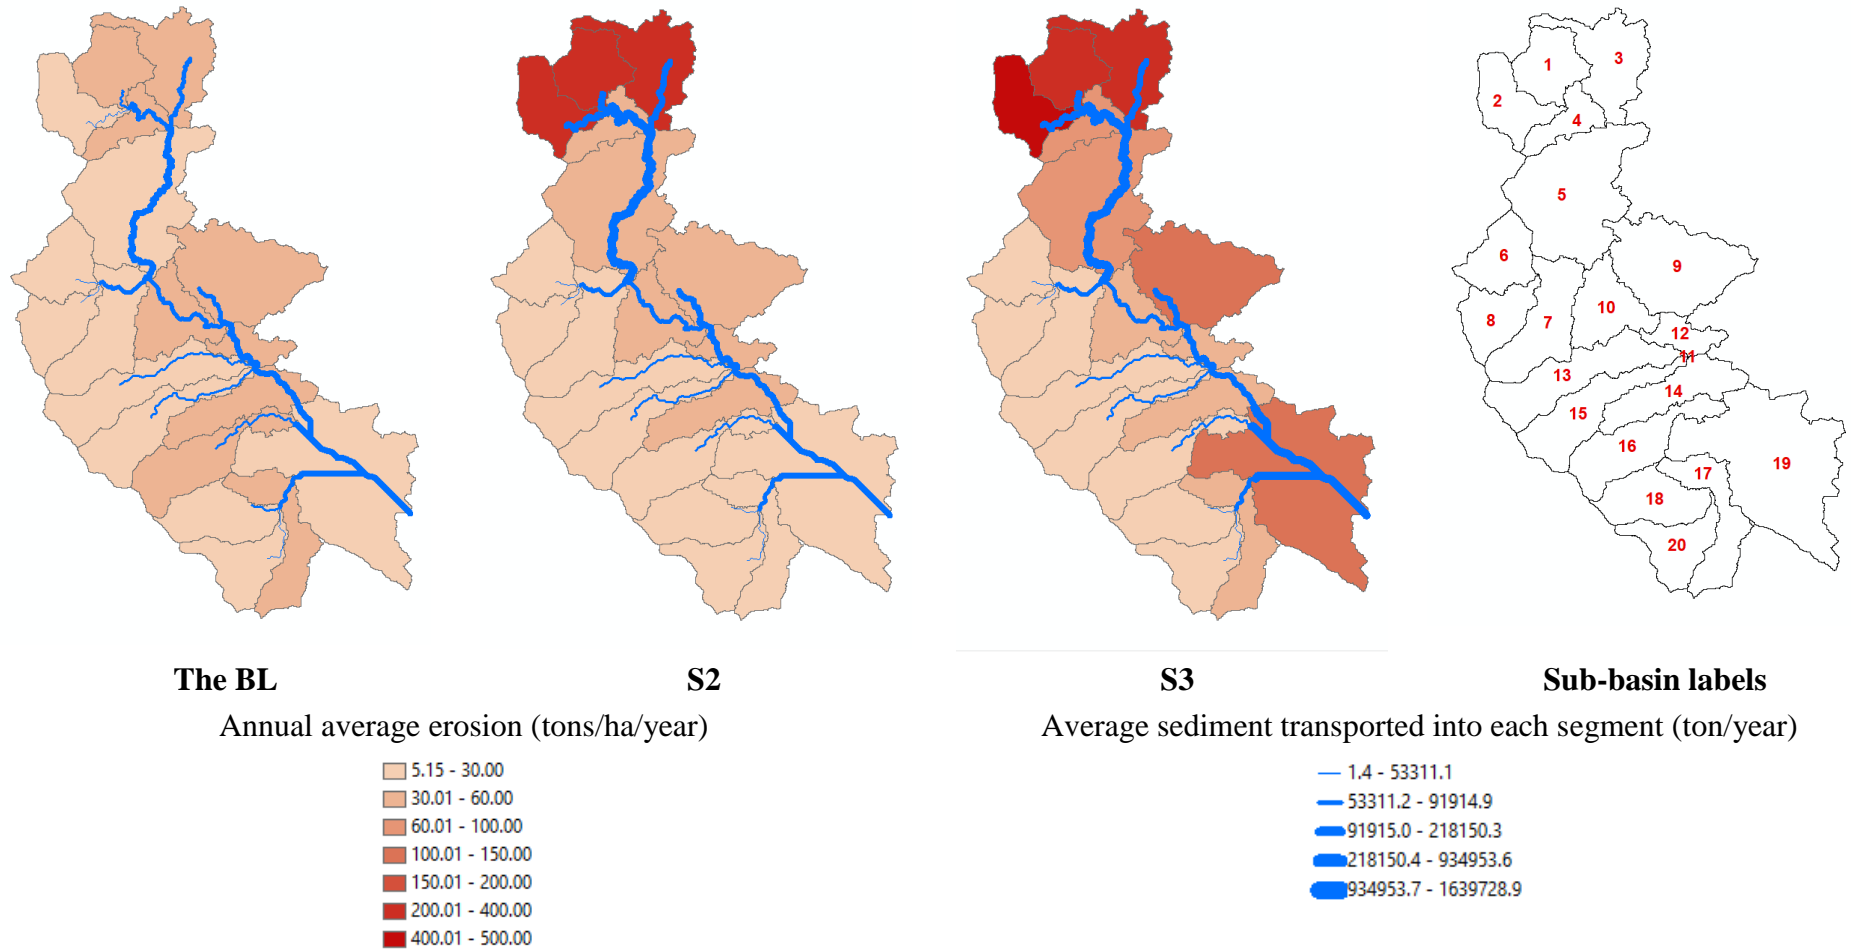 1
3
2
4
5
6
9
10
8
7
12
11
13
14
15
16
19
17
18
20
The BL
S2
S3
Sub-basin labels
Annual average erosion (tons/ha/year)
5.15 - 30.00
30.01 - 60.00
60.01 - 100.00
100.01 - 150.00
150.01 - 200.00
200.01 - 400.00
400.01 - 500.00
Average sediment transported into each segment (ton/year)
1.4 - 53311.1
53311.2 - 91914.9
91915.0 - 218150.3
218150.4 - 934953.6
934953.7 - 1639728.9